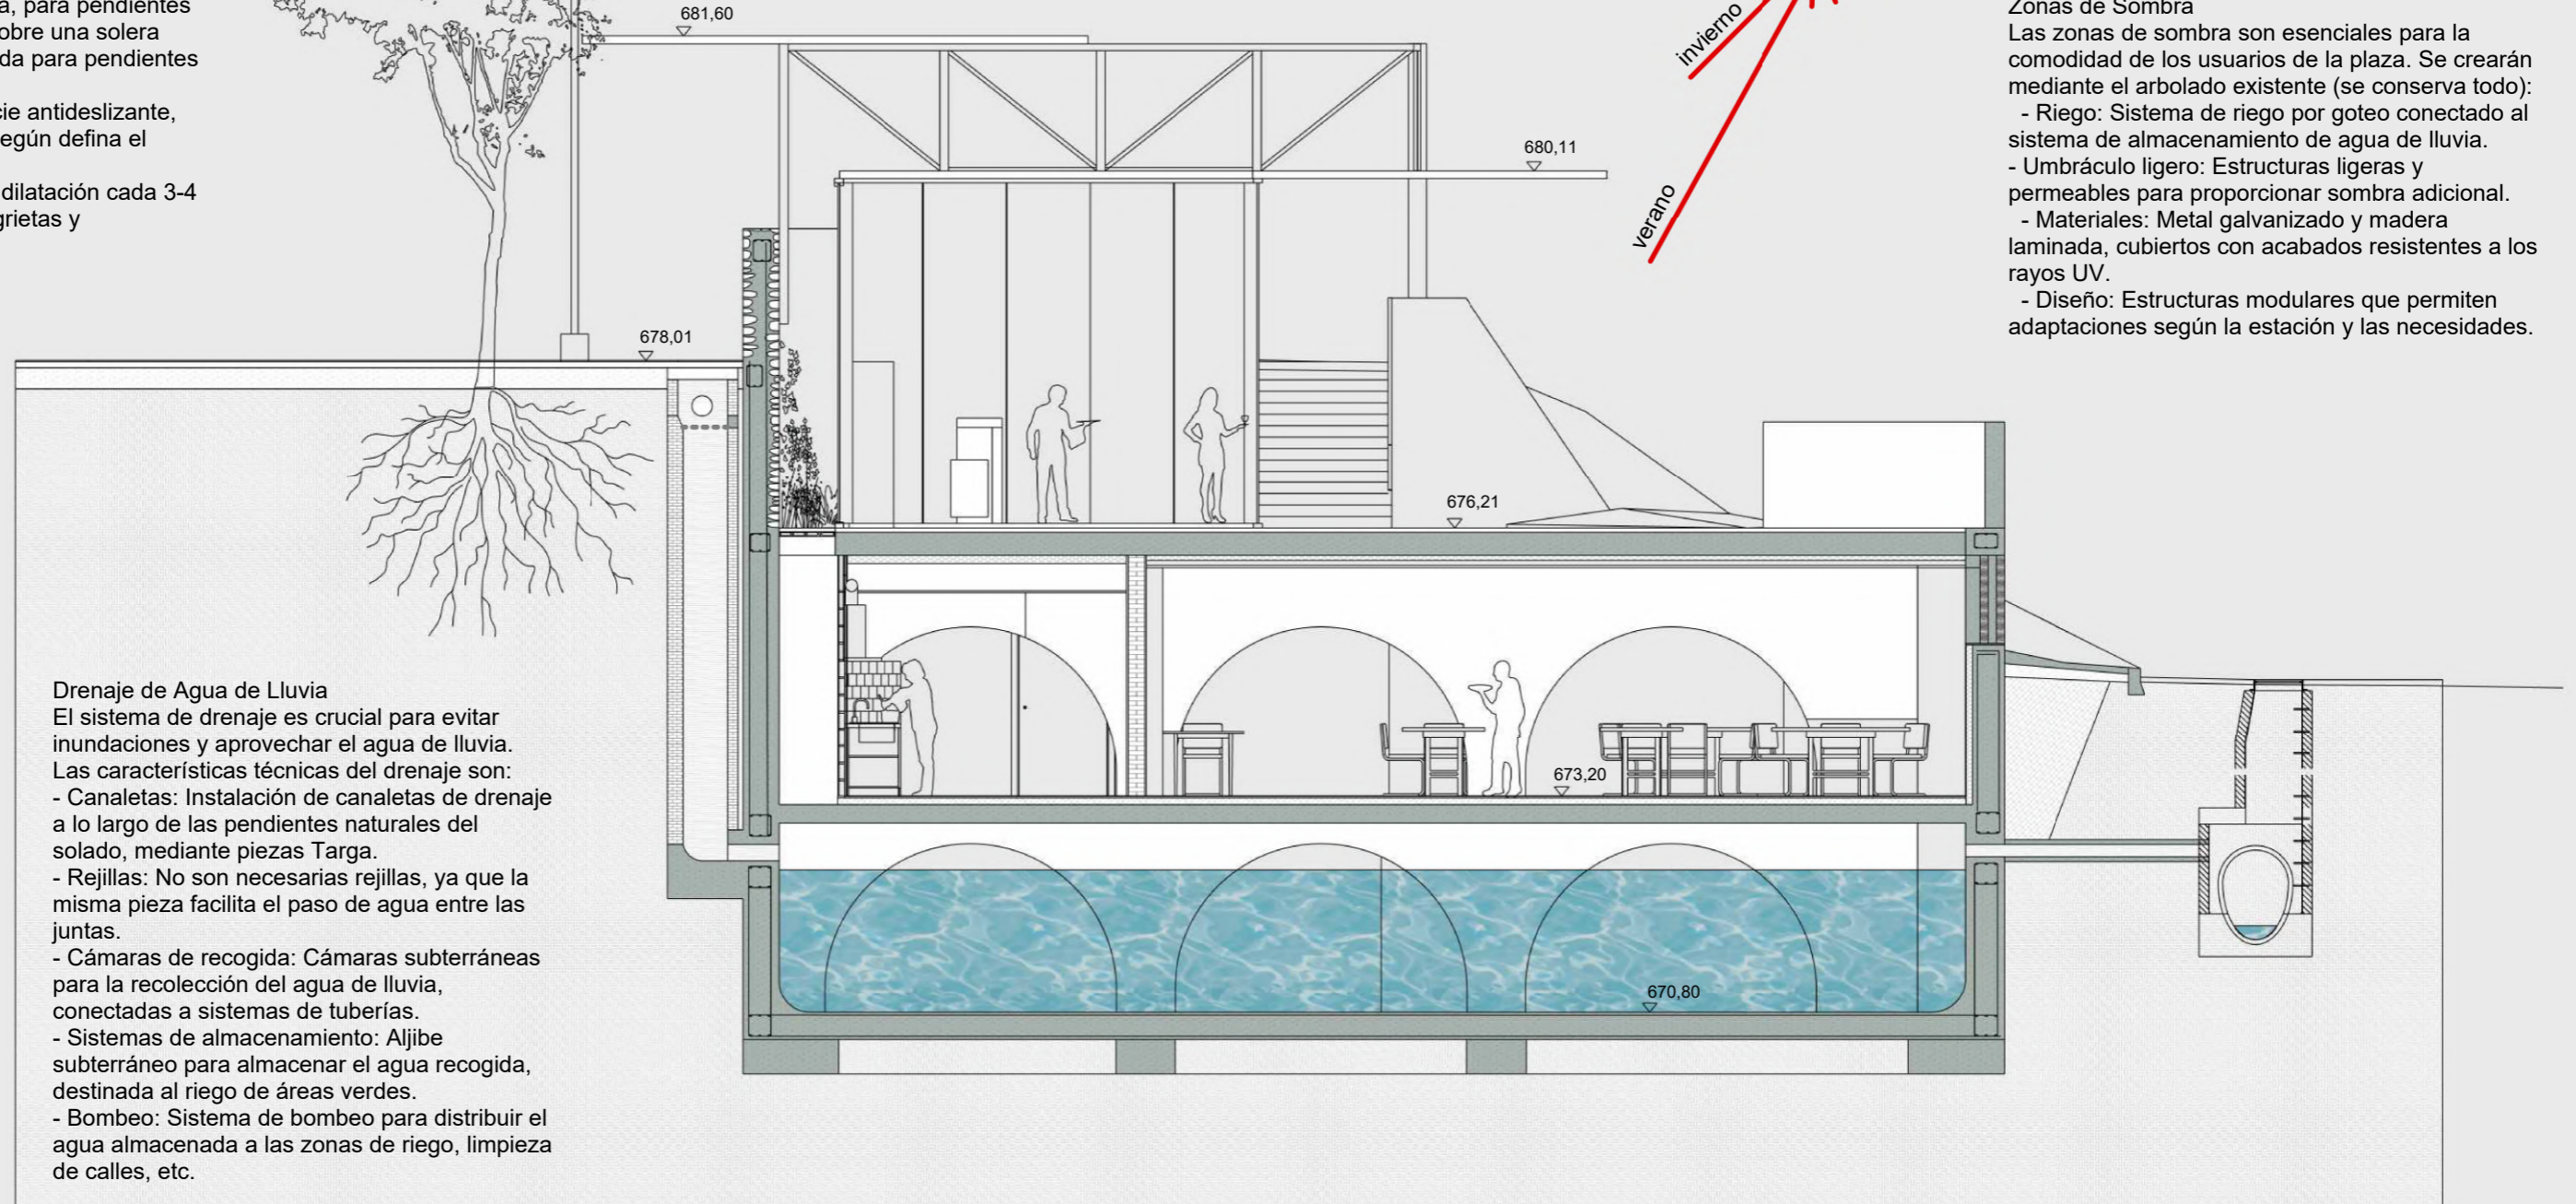 a, para pendientes
obre una solera
da para pendientes
cie antideslizante,
según defina el
dilatación cada 3-4
grietas y
681,60
invierno
verano
680,11
678,01
676,21
673,20
670,80
Zonas de Sombra
Las zonas de sombra son esenciales para la
comodidad de los usuarios de la plaza. Se crearán
mediante el arbolado existente (se conserva todo):
- Riego: Sistema de riego por goteo conectado al
sistema de almacenamiento de agua de lluvia.
- Umbráculo ligero: Estructuras ligeras y
permeables para proporcionar sombra adicional.
- Materiales: Metal galvanizado y madera
laminada, cubiertos con acabados resistentes a los
rayos UV.
- Diseño: Estructuras modulares que permiten
adaptaciones según la estación y las necesidades.
Drenaje de Agua de Lluvia
El sistema de drenaje es crucial para evitar
inundaciones y aprovechar el agua de lluvia.
Las características técnicas del drenaje son:
- Canaletas: Instalación de canaletas de drenaje
a lo largo de las pendientes naturales del
solado, mediante piezas Targa.
- Rejillas: No son necesarias rejillas, ya que la
misma pieza facilita el paso de agua entre las
juntas.
- Cámaras de recogida: Cámaras subterráneas
para la recolección del agua de lluvia,
conectadas a sistemas de tuberías.
- Sistemas de almacenamiento: Aljibe
subterráneo para almacenar el agua recogida,
destinada al riego de áreas verdes.
- Bombeo: Sistema de bombeo para distribuir el
agua almacenada a las zonas de riego, limpieza
de calles, etc.